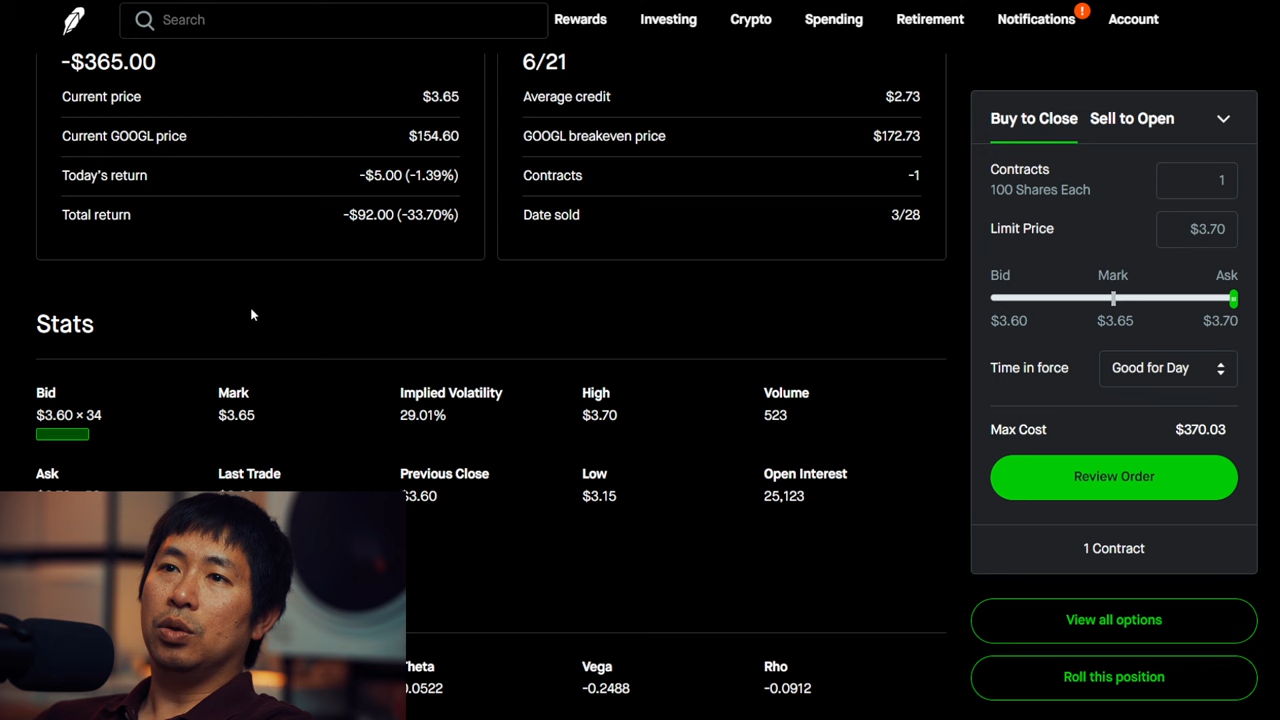 Search
Rewards
Investing
Crypto
Spending
Retirement
Notifications
!
Account
-$365.00
Current price $3.65
Current GOOGL price $154.60
Today's return -$5.00 (-1.39%)
Total return -$92.00 (-33.70%)
6/21
Average credit $2.73
GOOGL breakeven price $172.73
Contracts -1
Date sold 3/28
Buy to Close Sell to Open
Contracts 1
100 Shares Each
Limit Price $3.70
Bid Mark Ask
$3.60 $3.65 $3.70
Time in force Good for Day
Max Cost $370.03
Review Order
1 Contract
View all options
Roll this position
Stats
Bid Mark Implied Volatility High Volume
$3.60 × 34 $3.65 29.01% $3.70 523
Ask Last Trade Previous Close Low Open Interest
$3.60 $3.15 25,123
Theta Vega Rho
0.0522 -0.2488 -0.0912